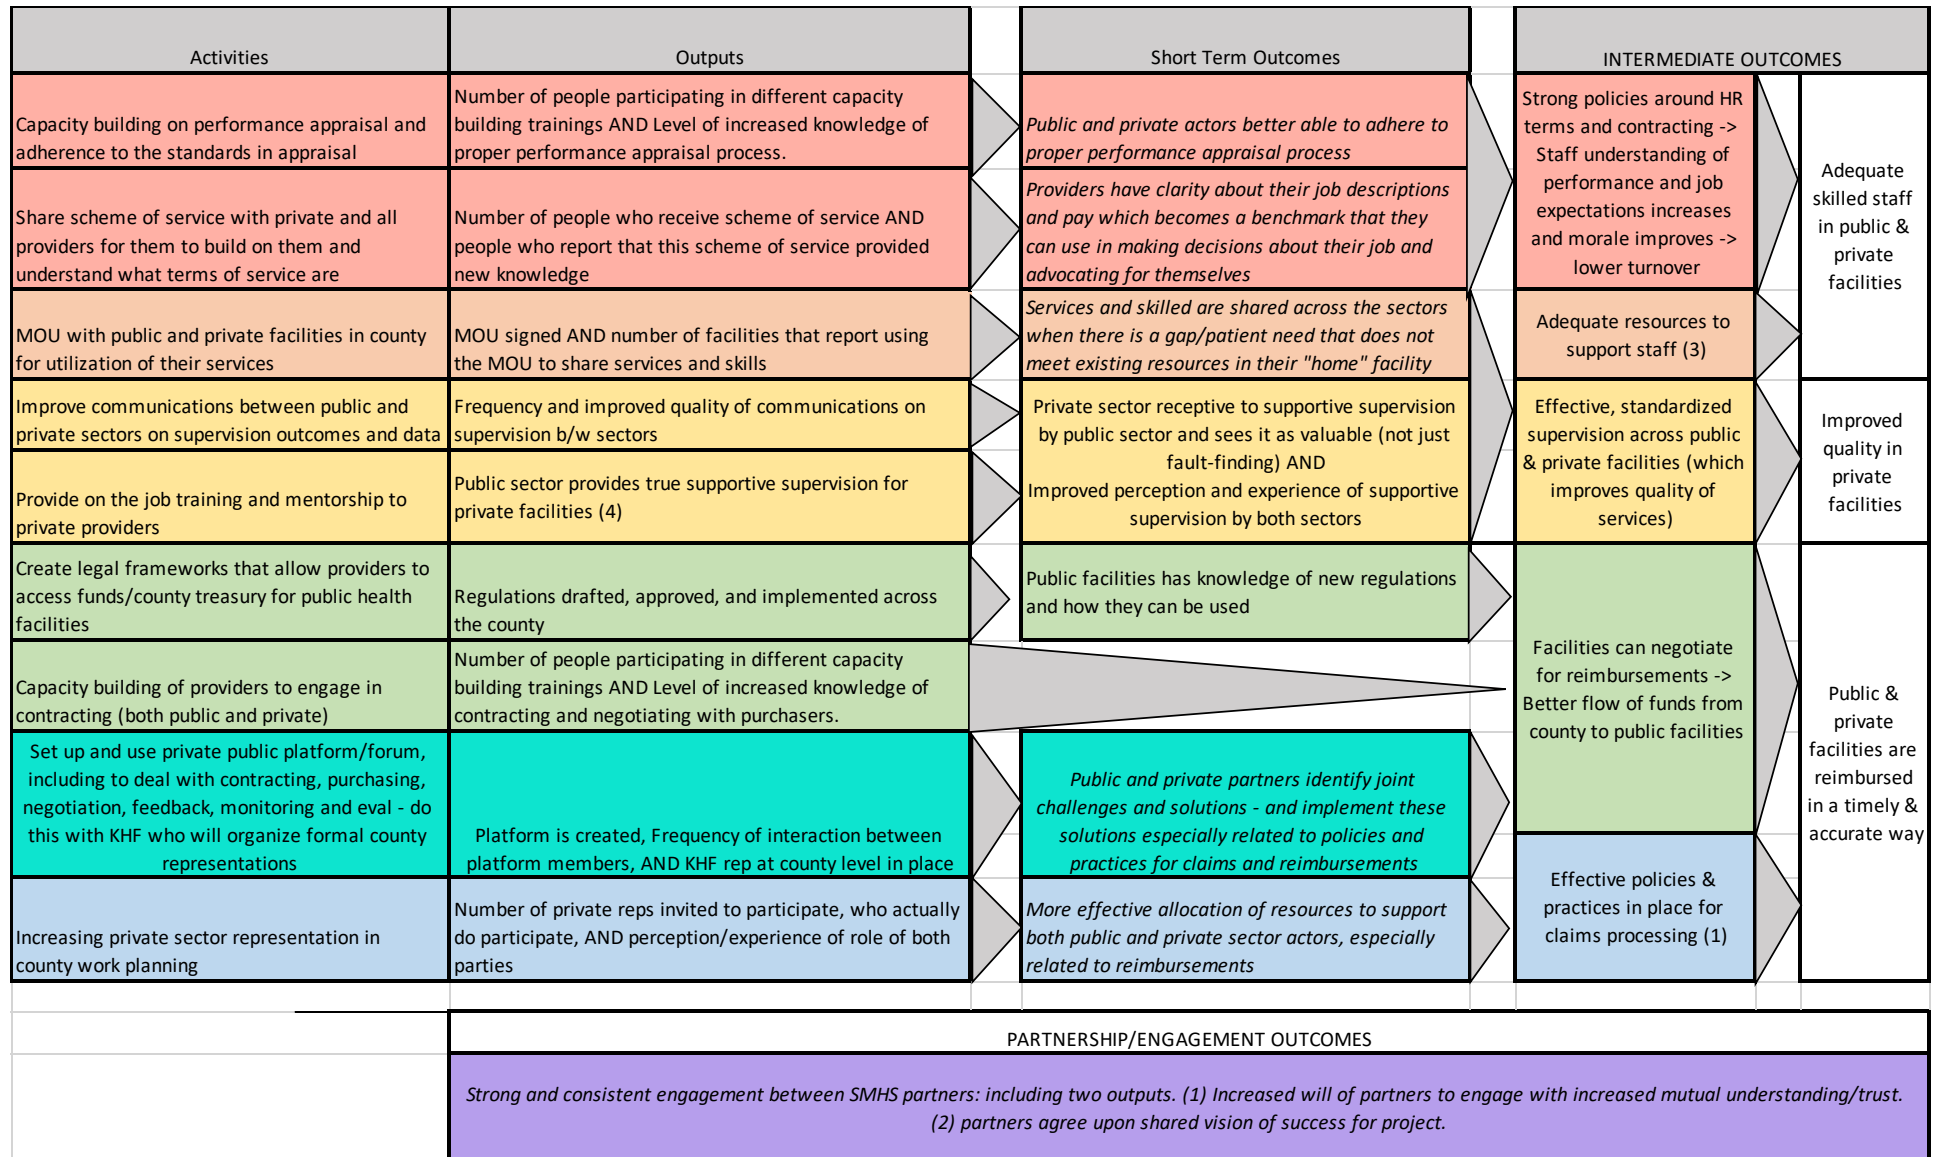 Activities
Outputs
Short Term Outcomes
INTERMEDIATE OUTCOMES
Capacity building on performance appraisal and
adherence to the standards in appraisal
Number of people participating in different capacity
building trainings AND Level of increased knowledge of
proper performance appraisal process.
Public and private actors better able to adhere to
proper performance appraisal process
Strong policies around HR
terms and contracting ->
Staff understanding of
performance and job
expectations increases
and morale improves ->
lower turnover
Adequate
skilled staff
in public &
private
facilities
Share scheme of service with private and all
providers for them to build on them and
understand what terms of service are
Number of people who receive scheme of service AND
people who report that this scheme of service provided
new knowledge
Providers have clarity about their job descriptions
and pay which becomes a benchmark that they
can use in making decisions about their job and
advocating for themselves
MOU with public and private facilities in county
for utilization of their services
MOU signed AND number of facilities that report using
the MOU to share services and skills
Services and skilled are shared across the sectors
when there is a gap/patient need that does not
meet existing resources in their "home" facility
Adequate resources to
support staff (3)
Improve communications between public and
private sectors on supervision outcomes and data
Frequency and improved quality of communications on
supervision b/w sectors
Private sector receptive to supportive supervision
by public sector and sees it as valuable (not just
fault-finding) AND
Improved perception and experience of supportive
supervision by both sectors
Effective, standardized
supervision across public
& private facilities (which
improves quality of
services)
Improved
quality in
private
facilities
Provide on the job training and mentorship to
private providers
Public sector provides true supportive supervision for
private facilities (4)
Create legal frameworks that allow providers to
access funds/county treasury for public health
facilities
Regulations drafted, approved, and implemented across
the county
Public facilities has knowledge of new regulations
and how they can be used
Facilities can negotiate
for reimbursements ->
Better flow of funds from
county to public facilities
Public &
private
facilities are
reimbursed
in a timely &
accurate way
Capacity building of providers to engage in
contracting (both public and private)
Number of people participating in different capacity
building trainings AND Level of increased knowledge of
contracting and negotiating with purchasers.
Set up and use private public platform/forum,
including to deal with contracting, purchasing,
negotiation, feedback, monitoring and eval - do
this with KHF who will organize formal county
representations
Platform is created, Frequency of interaction between
platform members, AND KHF rep at county level in place
Public and private partners identify joint
challenges and solutions - and implement these
solutions especially related to policies and
practices for claims and reimbursements
Increasing private sector representation in
county work planning
Number of private reps invited to participate, who actually
do participate, AND perception/experience of role of both
parties
More effective allocation of resources to support
both public and private sector actors, especially
related to reimbursements
Effective policies &
practices in place for
claims processing (1)
PARTNERSHIP/ENGAGEMENT OUTCOMES
Strong and consistent engagement between SMHS partners: including two outputs. (1) Increased will of partners to engage with increased mutual understanding/trust.
(2) partners agree upon shared vision of success for project.